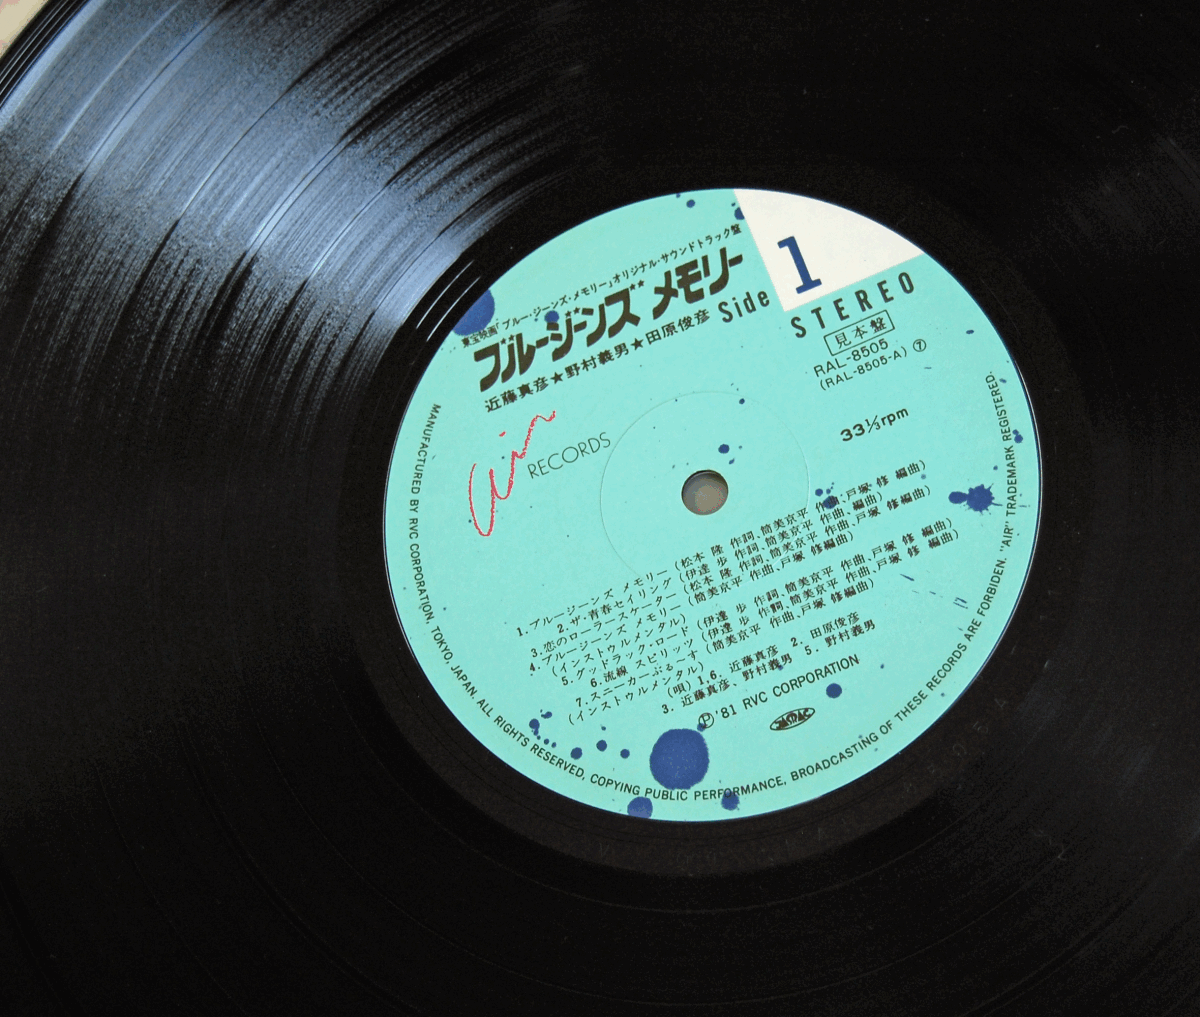 東宝映画「ブルー・ジーンズ・メモリー」オリジナル・サウンドトラック盤
ブルージーンズ メモリー
近藤真彦★野村義男★田原俊彦
Side 1
STEREO
見本盤
RAL-8505
(RAL-8505-A) ⑦
33⅓rpm
Air RECORDS
1.ブルージーンズ メモリー (松本 隆 作詞、筒美京平 作曲、戸塚 修 編曲)
2.ザ・青春セイリング (伊達 歩 作詞、筒美京平 作曲、編曲)
3.恋のローラースケーター (松本 隆 作詞、筒美京平 作曲、戸塚 修編曲)
4.ブルージーンズ メモリー (筒美京平 作曲、戸塚 修編曲)
(インストゥルメンタル)
5.グッドラック・ロード (伊達 歩 作詞、筒美京平 作曲、戸塚 修 編曲)
6.流線 スピリッツ (伊達 歩 作詞、筒美京平 作曲、戸塚 修 編曲)
7.スニーカーぶるーす (筒美京平 作曲、戸塚 修編曲)
(インストゥルメンタル)
(唄) 1,6. 近藤真彦 2. 田原俊彦
3. 近藤真彦、野村義男 5. 野村義男
Ⓟ '81 RVC CORPORATION
JASRAC
MANUFACTURED BY RVC CORPORATION, TOKYO, JAPAN. ALL RIGHTS RESERVED, COPYING PUBLIC PERFORMANCE, BROADCASTING OF THESE RECORDS ARE FORBIDEN. "AIR" TRADEMARK REGISTERED.